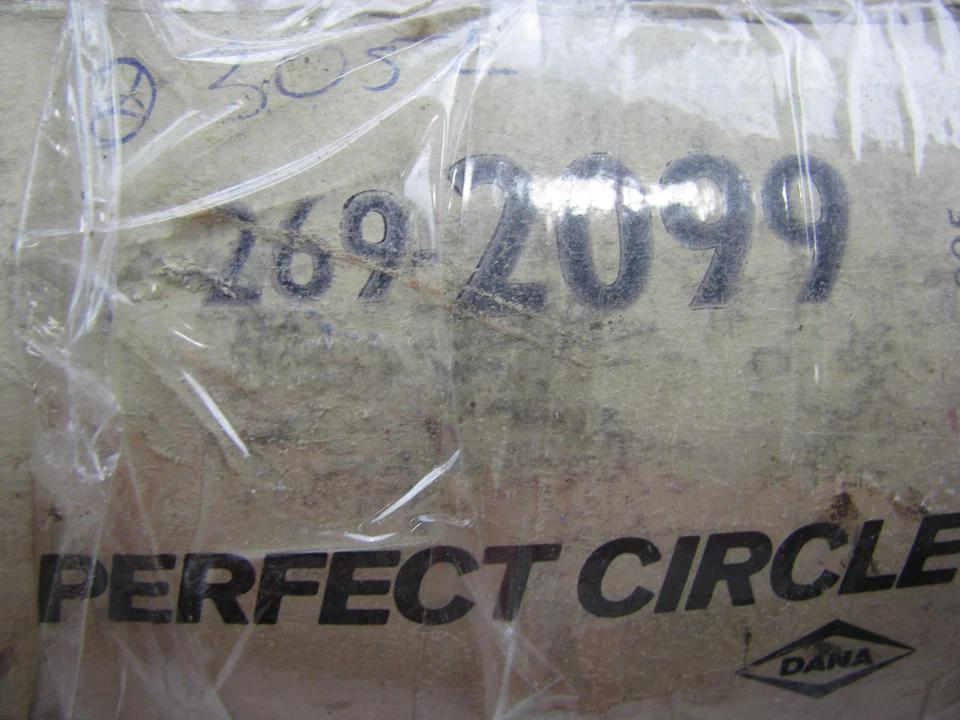 269-2099
PERFECT CIRCLE
DANA